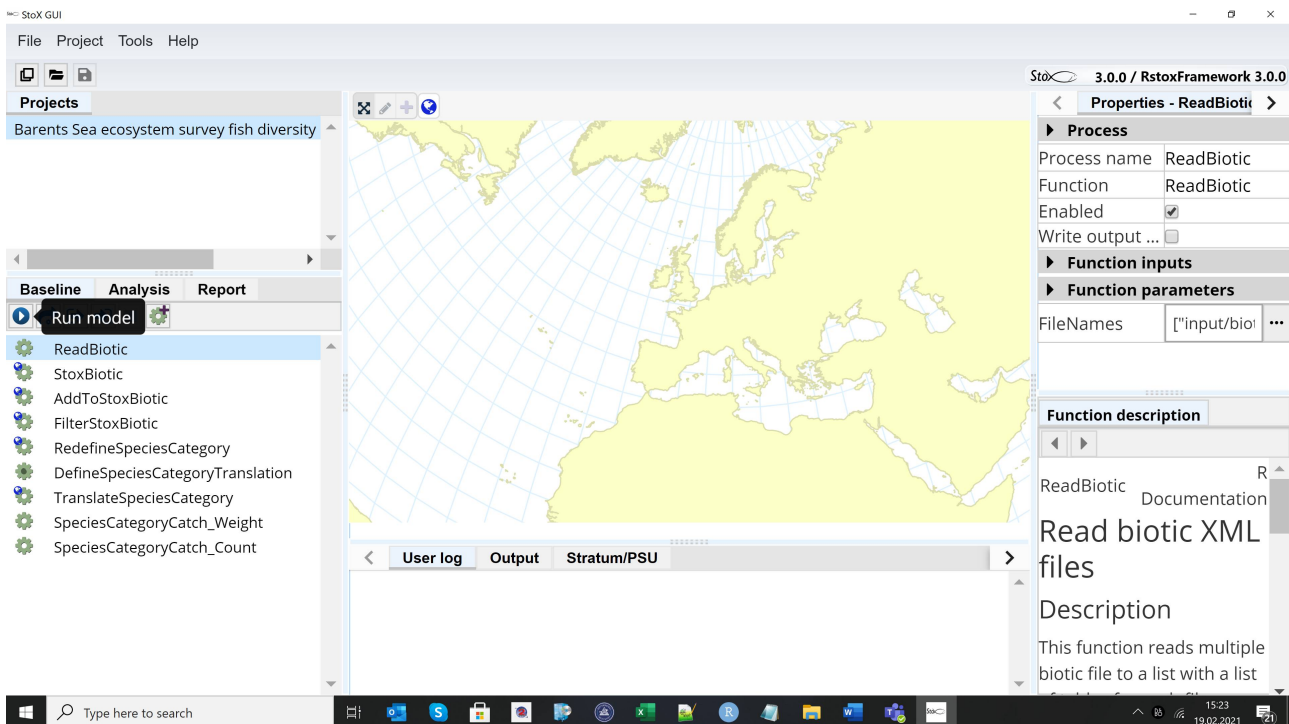 StoX GUI
File Project Tools Help
StoX 3.0.0 / RstoxFramework 3.0.0
Projects
Barents Sea ecosystem survey fish diversity
Baseline Analysis Report
Run model
ReadBiotic
StoxBiotic
AddToStoxBiotic
FilterStoxBiotic
RedefineSpeciesCategory
DefineSpeciesCategoryTranslation
TranslateSpeciesCategory
SpeciesCategoryCatch_Weight
SpeciesCategoryCatch_Count
User log Output Stratum/PSU
Properties - ReadBiotic
Process
Process name ReadBiotic
Function ReadBiotic
Enabled
Write output ...
Function inputs
Function parameters
FileNames ["input/biot ...
Function description
ReadBiotic R Documentation
Read biotic XML
files
Description
This function reads multiple
biotic file to a list with a list
Type here to search
15:23
19.02.2021